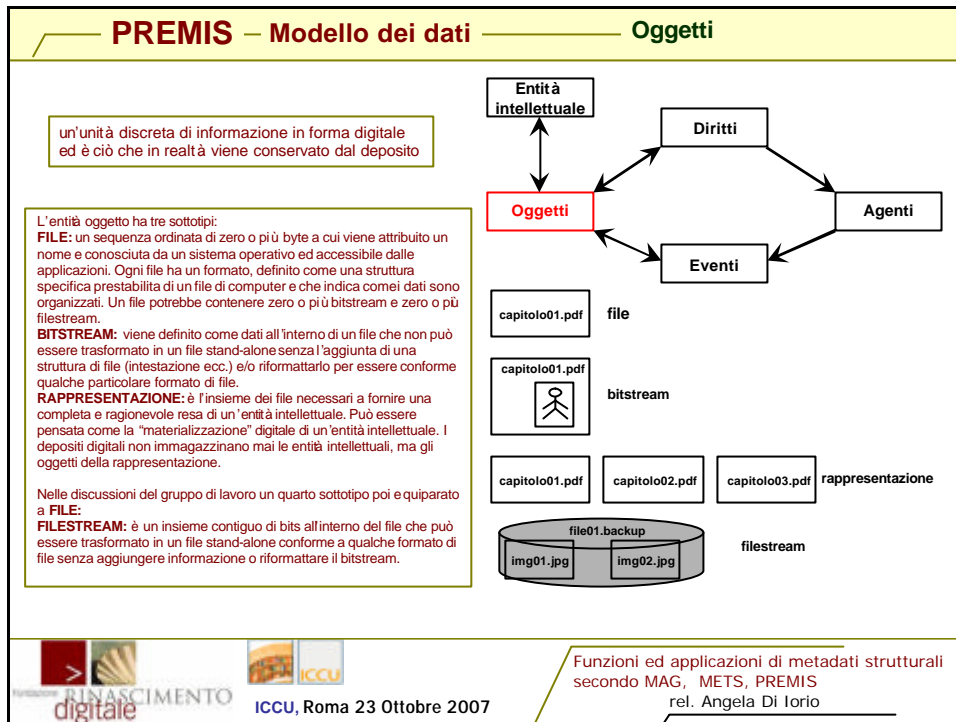 PREMIS – Modello dei dati
Oggetti
un'unità discreta di informazione in forma digitale
ed è ciò che in realtà viene conservato dal deposito
L'entità oggetto ha tre sottotipi:
FILE: un sequenza ordinata di zero o più byte a cui viene attribuito un
nome e conosciuta da un sistema operativo ed accessibile dalle
applicazioni. Ogni file ha un formato, definito come una struttura
specifica prestabilita di un file di computer e che indica comei dati sono
organizzati. Un file potrebbe contenere zero o più bitstream e zero o più
filestream.
BITSTREAM: viene definito come dati all'interno di un file che non può
essere trasformato in un file stand-alone senza l'aggiunta di una
struttura di file (intestazione ecc.) e/o riformattarlo per essere conforme
qualche particolare formato di file.
RAPPRESENTAZIONE: è l'insieme dei file necessari a fornire una
completa e ragionevole resa di un'entità intellettuale. Può essere
pensata come la “materializzazione” digitale di un'entità intellettuale. I
depositi digitali non immagazzinano mai le entità intellettuali, ma gli
oggetti della rappresentazione.
Nelle discussioni del gruppo di lavoro un quarto sottotipo poi equiparato
a FILE:
FILESTREAM: è un insieme contiguo di bits all'interno del file che può
essere trasformato in un file stand-alone conforme a qualche formato di
file senza aggiungere informazione o riformattare il bitstream.
Entità
intellettuale
Diritti
Oggetti
Agenti
Eventi
capitolo01.pdf
file
capitolo01.pdf
bitstream
capitolo01.pdf
capitolo02.pdf
capitolo03.pdf
rappresentazione
file01.backup
img01.jpg
img02.jpg
filestream
RINASCIMENTO
digitale
ICCU
ICCU, Roma 23 Ottobre 2007
Funzioni ed applicazioni di metadati strutturali
secondo MAG, METS, PREMIS
rel. Angela Di Iorio